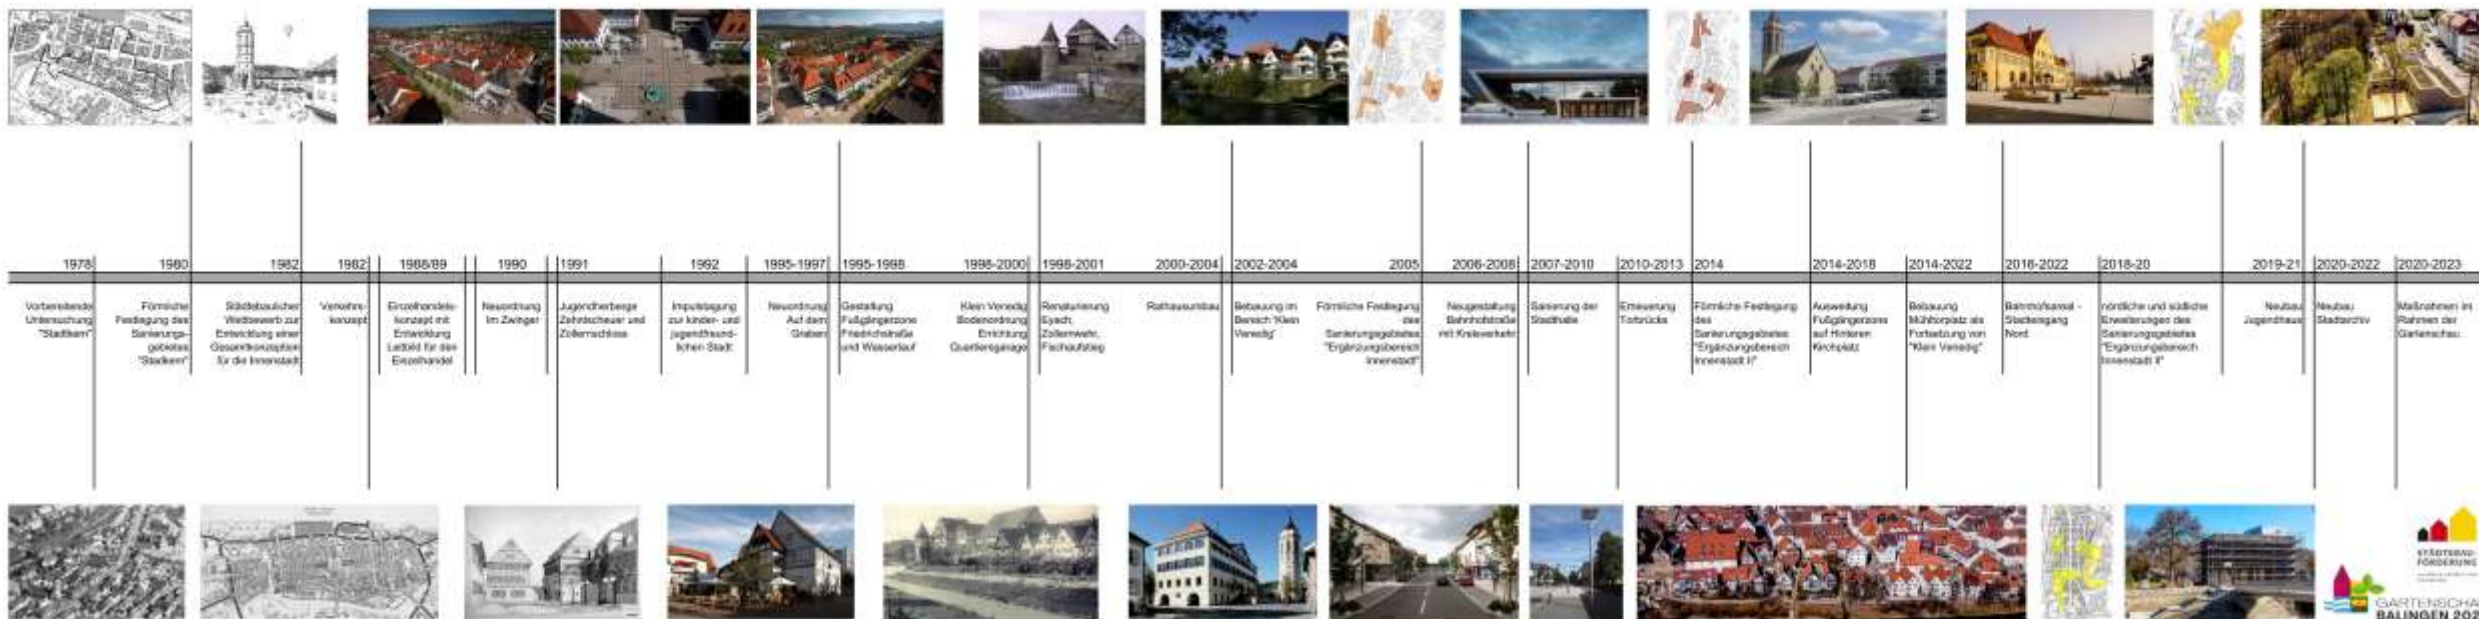 1978
Vorbereitende
Untersuchung
"Stadtkern"
1980
Förmliche
Festlegung des
Sanierungs-
gebietes
"Stadtkern"
1982
Städtebaulicher
Wettbewerb zur
Entwicklung einer
Gesamtkonzeption
für die Innenstadt
1982
Verkehrs-
konzept
1988/89
Einzelhandels-
konzept mit
Entwicklung
Leitbild für den
Einzelhandel
1990
Neuordnung
Im Zwinger
1991
Jugendherberge
Zehntscheuer und
Zollernschloss
1992
Impulstagung
zur kinder- und
jugendfreund-
lichen Stadt
1995-1997
Neuordnung
Auf dem
Graben
1995-1998
Gestaltung
Fußgängerzone
Friedrichstraße
und Wasserlauf
1998-2000
Klein Venedig
Bodenordnung
Errichtung
Quartiersgarage
1998-2001
Renaturierung
Eyach,
Zollernwehr,
Fischaufstieg
2000-2004
Rathausumbau
2002-2004
Bebauung im
Bereich "Klein
Venedig"
2005
Förmliche Festlegung
des
Sanierungsgebietes
"Ergänzungsbereich
Innenstadt"
2006-2008
Neugestaltung
Bahnhofstraße
mit Kreisverkehr
2007-2010
Sanierung der
Stadthalle
2010-2013
Erneuerung
Torbrücke
2014
Förmliche Festlegung
des
Sanierungsgebietes
"Ergänzungsbereich
Innenstadt II"
2014-2018
Ausweitung
Fußgängerzone
auf Hinteren
Kirchplatz
2014-2022
Bebauung
Mühltorplatz als
Fortsetzung von
"Klein Venedig"
2016-2022
Bahnhofsareal -
Stadteingang
Nord
2018-20
nördliche und südliche
Erweiterungen des
Sanierungsgebietes
"Ergänzungsbereich
Innenstadt II"
2019-21
Neubau
Jugendhaus
2020-2022
Neubau
Stadtarchiv
2020-2023
Maßnahmen im
Rahmen der
Gartenschau
STÄDTEBAU-
FÖRDERUNG
GARTENSCHA
BALINGEN 202